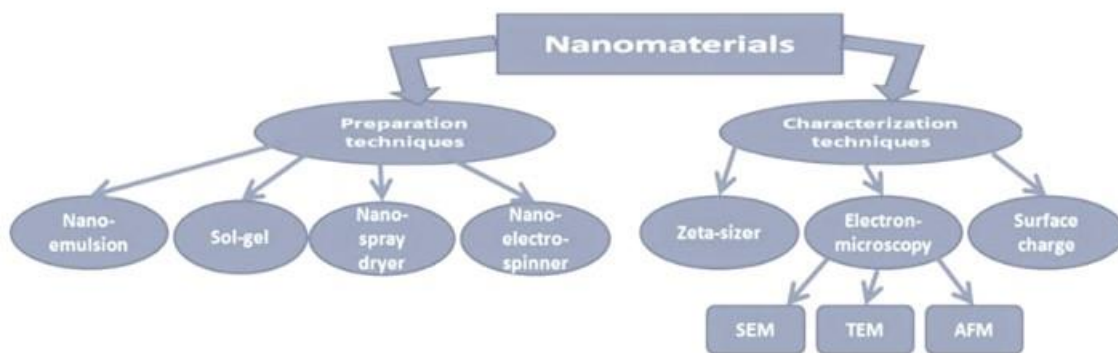 Nanomaterials
Preparation
techniques
Characterization
techniques
Nano-
emulsion
Sol-gel
Nano-
spray
dryer
Nano-
electro-
spinner
Zeta-sizer
Electron-
microscopy
Surface
charge
SEM
TEM
AFM